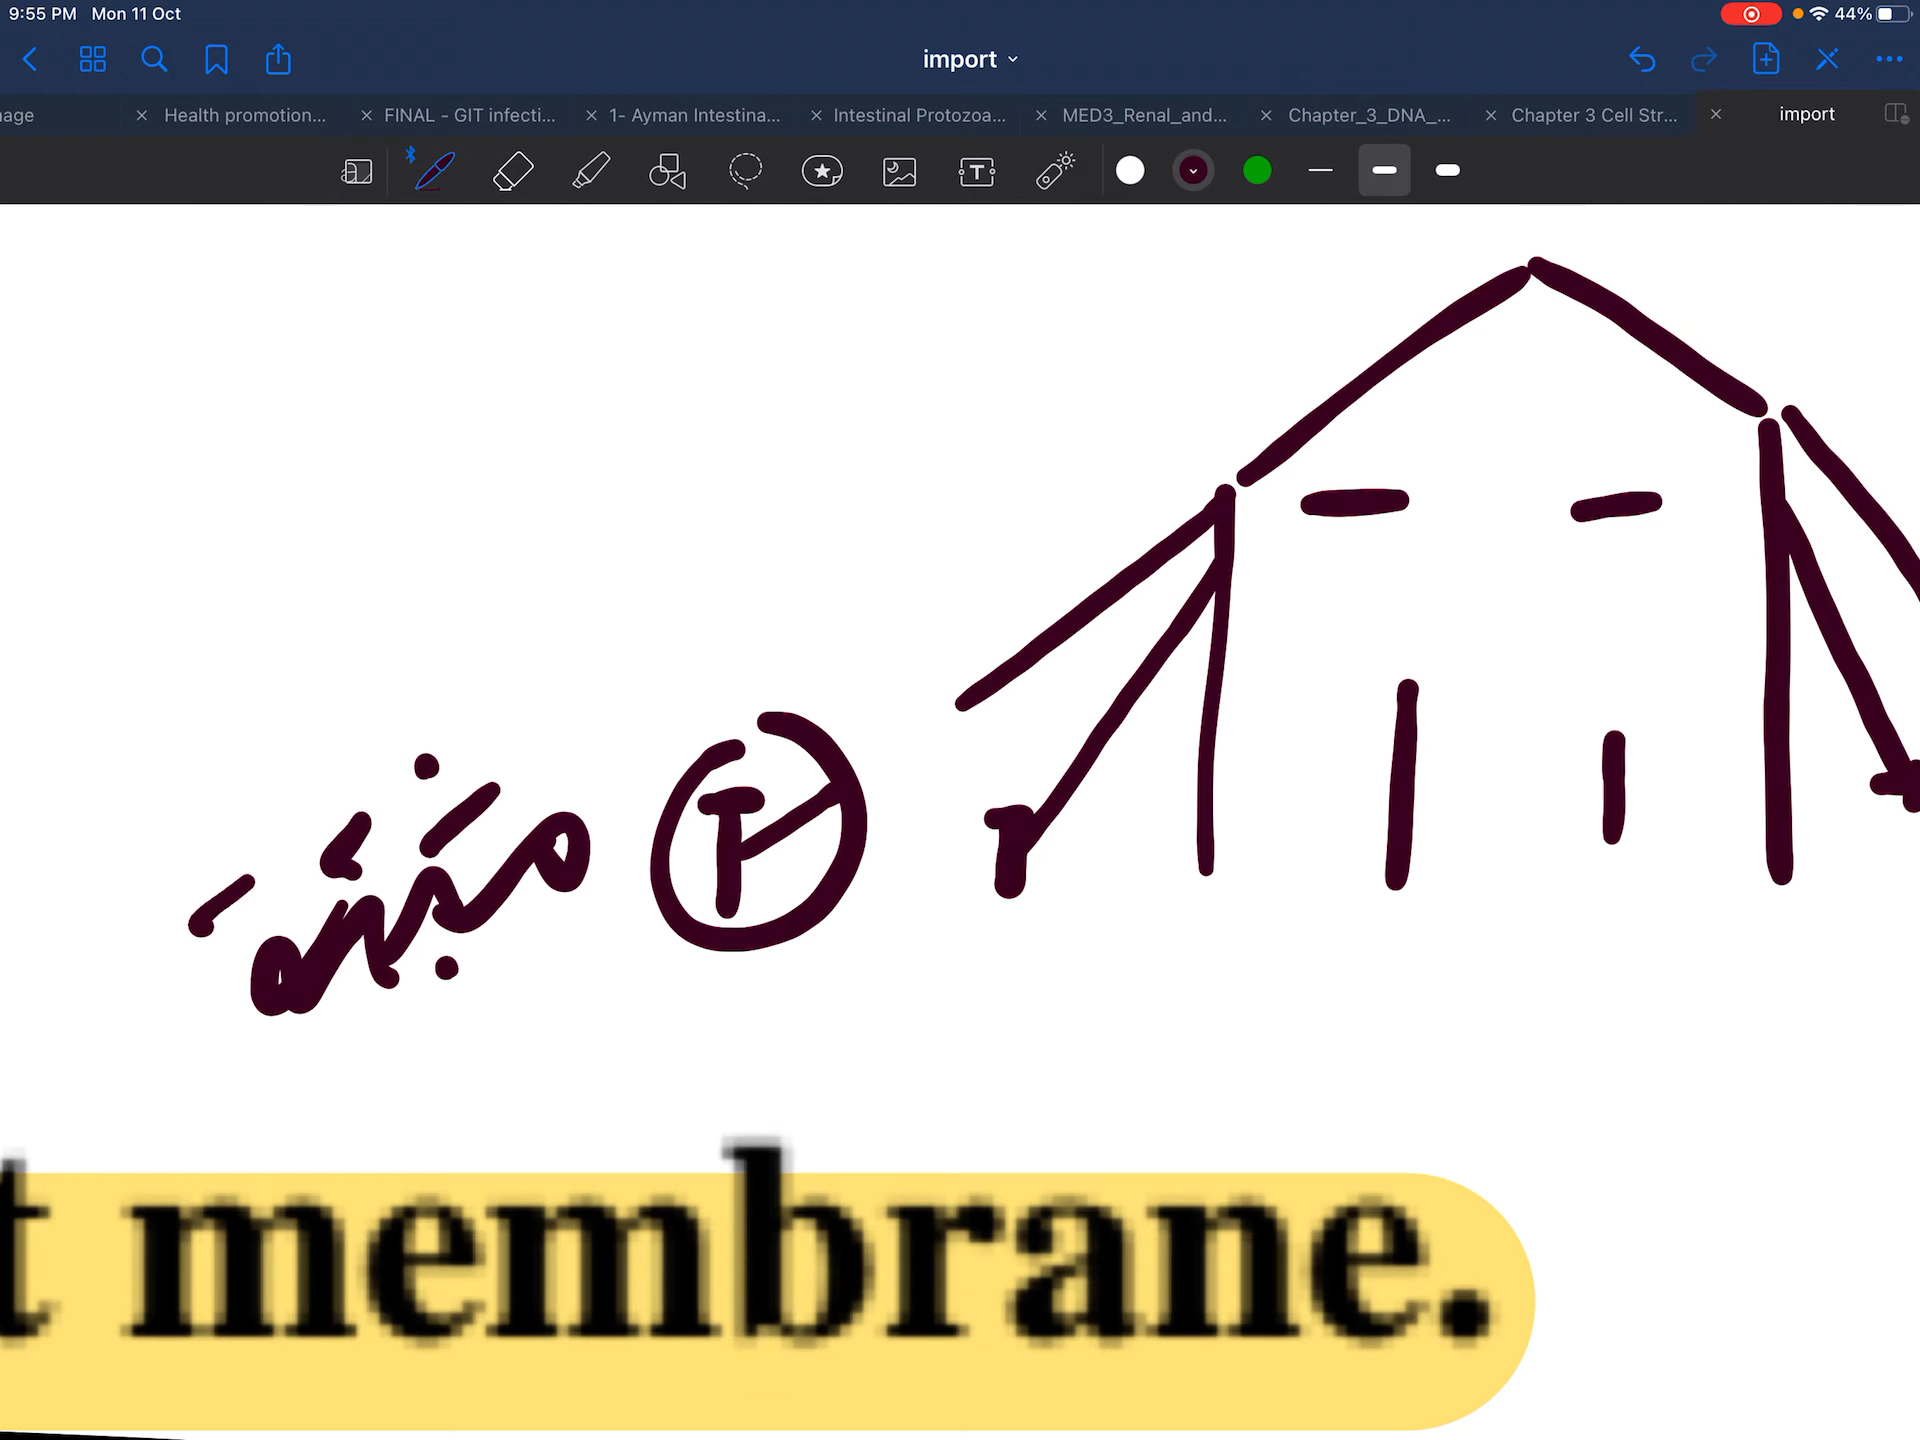 9:55 PM Mon 11 Oct 44%
import
age Health promotion... FINAL - GIT infecti... 1- Ayman Intestina... Intestinal Protozoa... MED3_Renal_and... Chapter_3_DNA_... Chapter 3 Cell Str... import
t membrane.